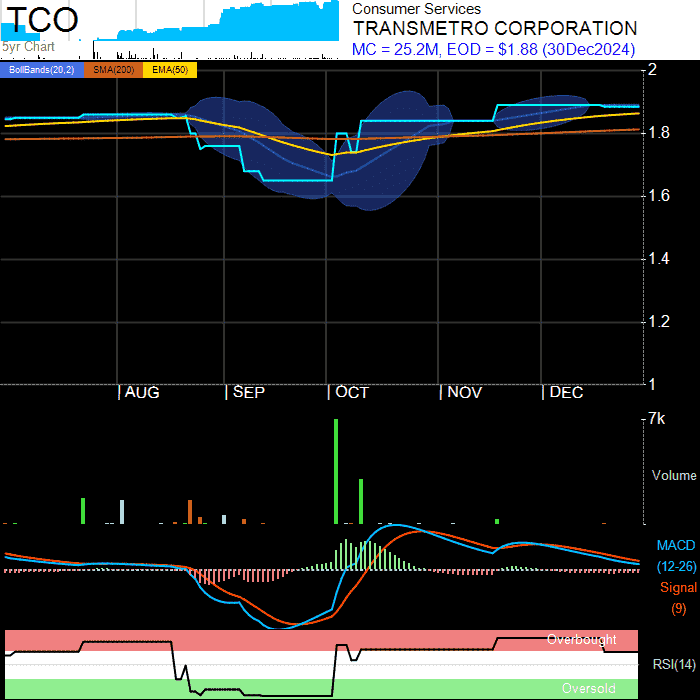 TCO
5yr Chart
Consumer Services
TRANSMETRO CORPORATION
MC = 25.2M, EOD = $1.88 (30Dec2024)
BollBands(20,2) SMA(200) EMA(50)
2
1.8
1.6
1.4
1.2
1
AUG SEP OCT NOV DEC
7k
Volume
MACD
(12-26)
Signal
(9)
Overbought
RSI(14)
Oversold